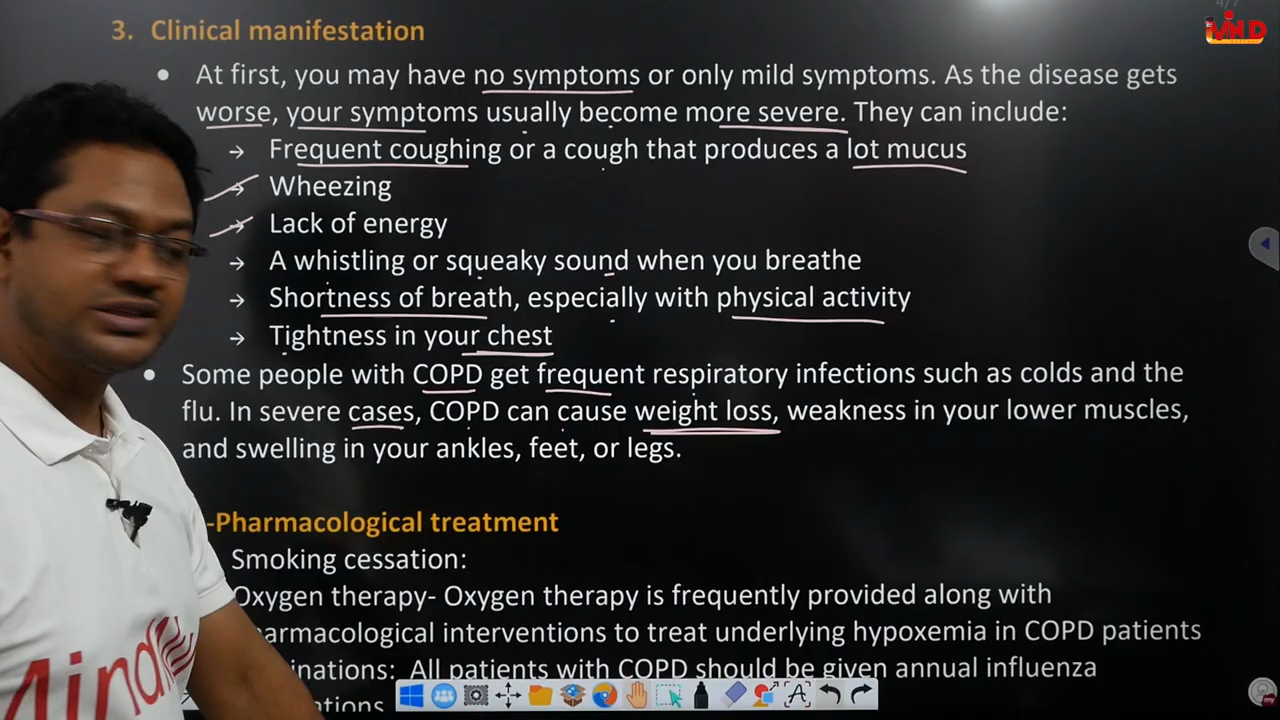 4/7
3. Clinical manifestation
• At first, you may have no symptoms or only mild symptoms. As the disease gets
worse, your symptoms usually become more severe. They can include:
→ Frequent coughing or a cough that produces a lot mucus
→ Wheezing
→ Lack of energy
→ A whistling or squeaky sound when you breathe
→ Shortness of breath, especially with physical activity
→ Tightness in your chest
• Some people with COPD get frequent respiratory infections such as colds and the
flu. In severe cases, COPD can cause weight loss, weakness in your lower muscles,
and swelling in your ankles, feet, or legs.
-Pharmacological treatment
Smoking cessation:
Oxygen therapy- Oxygen therapy is frequently provided along with
armacological interventions to treat underlying hypoxemia in COPD patients
inations: All patients with COPD should be given annual influenza
ations
Mind